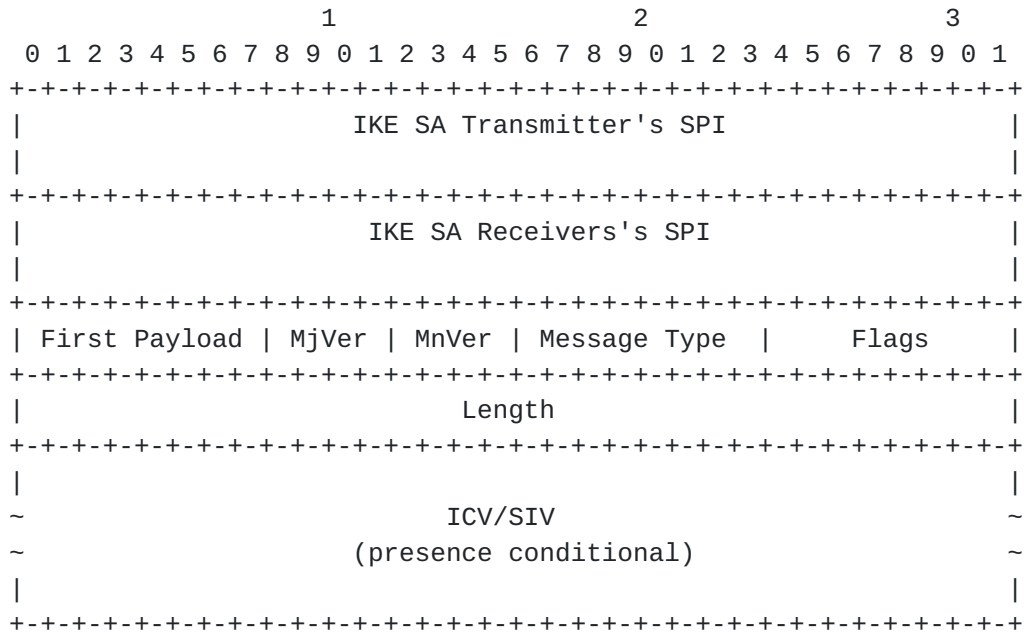 1                   2                   3
 0 1 2 3 4 5 6 7 8 9 0 1 2 3 4 5 6 7 8 9 0 1 2 3 4 5 6 7 8 9 0 1
+-+-+-+-+-+-+-+-+-+-+-+-+-+-+-+-+-+-+-+-+-+-+-+-+-+-+-+-+-+-+-+-+
|                     IKE SA Transmitter's SPI                  |
|                                                               |
+-+-+-+-+-+-+-+-+-+-+-+-+-+-+-+-+-+-+-+-+-+-+-+-+-+-+-+-+-+-+-+-+
|                      IKE SA Receivers's SPI                   |
|                                                               |
+-+-+-+-+-+-+-+-+-+-+-+-+-+-+-+-+-+-+-+-+-+-+-+-+-+-+-+-+-+-+-+-+
| First Payload | MjVer | MnVer | Message Type  |     Flags     |
+-+-+-+-+-+-+-+-+-+-+-+-+-+-+-+-+-+-+-+-+-+-+-+-+-+-+-+-+-+-+-+-+
|                            Length                             |
+-+-+-+-+-+-+-+-+-+-+-+-+-+-+-+-+-+-+-+-+-+-+-+-+-+-+-+-+-+-+-+-+
|                                                               |
~                           ICV/SIV                             ~
~                     (presence conditional)                    ~
|                                                               |
+-+-+-+-+-+-+-+-+-+-+-+-+-+-+-+-+-+-+-+-+-+-+-+-+-+-+-+-+-+-+-+-+